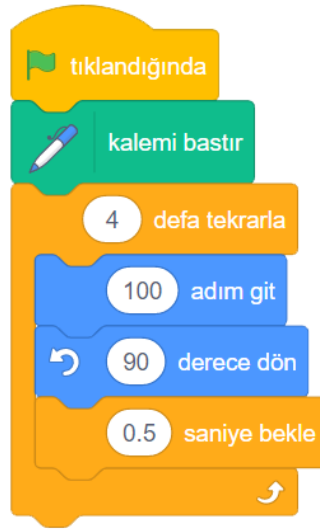 tıklandığında
kalemi bastır
4 defa tekrarla
100 adım git
90 derece dön
0.5 saniye bekle